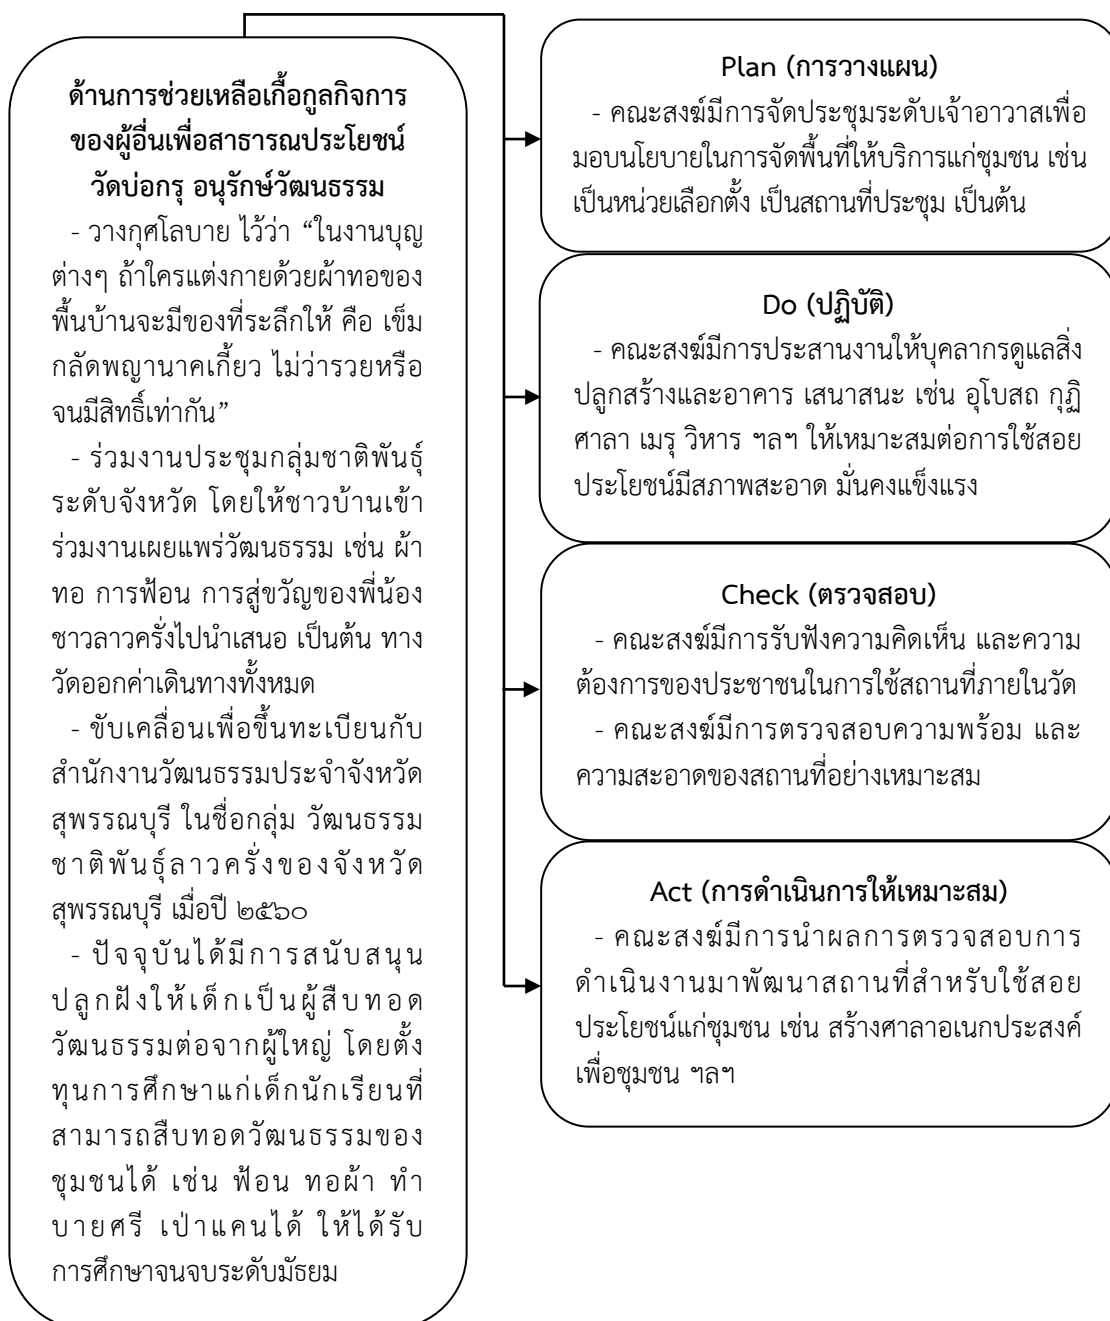 ด้านการช่วยเหลือเกื้อกูลกิจการ
ของผู้อื่นเพื่อสาธารณประโยชน์
วัดบ่อกรุ อนุรักษ์วัฒนธรรม
- วางกุศโลบาย ไว้ว่า “ในงานบุญ
ต่างๆ ถ้าใครแต่งกายด้วยผ้าทอของ
พื้นบ้านจะมีของที่ระลึกให้ คือ เข็ม
กลัดพญานาคเกี้ยว ไม่ว่ารวยหรือ
จนมีสิทธิ์เท่ากัน”
- ร่วมงานประชุมกลุ่มชาติพันธุ์
ระดับจังหวัด โดยให้ชาวบ้านเข้า
ร่วมงานเผยแพร่วัฒนธรรม เช่น ผ้า
ทอ การฟ้อน การสู่ขวัญของพี่น้อง
ชาวลาวครั่งไปนำเสนอ เป็นต้น ทาง
วัดออกค่าเดินทางทั้งหมด
- ขับเคลื่อนเพื่อขึ้นทะเบียนกับ
สำนักงานวัฒนธรรมประจำจังหวัด
สุพรรณบุรี ในชื่อกลุ่ม วัฒนธรรม
ชาติพันธุ์ลาวครั่งของจังหวัด
สุพรรณบุรี เมื่อปี ๒๕๖๐
- ปัจจุบันได้มีการสนับสนุน
ปลูกฝังให้เด็กเป็นผู้สืบทอด
วัฒนธรรมต่อจากผู้ใหญ่ โดยตั้ง
ทุนการศึกษาแก่เด็กนักเรียนที่
สามารถสืบทอดวัฒนธรรมของ
ชุมชนได้ เช่น ฟ้อน ทอผ้า ทำ
บายศรี เป่าแคนได้ ให้ได้รับ
การศึกษาจนจบระดับมัธยม
Plan (การวางแผน)
- คณะสงฆ์มีการจัดประชุมระดับเจ้าอาวาสเพื่อ
มอบนโยบายในการจัดพื้นที่ให้บริการแก่ชุมชน เช่น
เป็นหน่วยเลือกตั้ง เป็นสถานที่ประชุม เป็นต้น
Do (ปฏิบัติ)
- คณะสงฆ์มีการประสานงานให้บุคลากรดูแลสิ่ง
ปลูกสร้างและอาคาร เสนาสนะ เช่น อุโบสถ กุฏิ
ศาลา เมรุ วิหาร ฯลฯ ให้เหมาะสมต่อการใช้สอย
ประโยชน์มีสภาพสะอาด มั่นคงแข็งแรง
Check (ตรวจสอบ)
- คณะสงฆ์มีการรับฟังความคิดเห็น และความ
ต้องการของประชาชนในการใช้สถานที่ภายในวัด
- คณะสงฆ์มีการตรวจสอบความพร้อม และ
ความสะอาดของสถานที่อย่างเหมาะสม
Act (การดำเนินการให้เหมาะสม)
- คณะสงฆ์มีการนำผลการตรวจสอบการ
ดำเนินงานมาพัฒนาสถานที่สำหรับใช้สอย
ประโยชน์แก่ชุมชน เช่น สร้างศาลาอเนกประสงค์
เพื่อชุมชน ฯลฯ